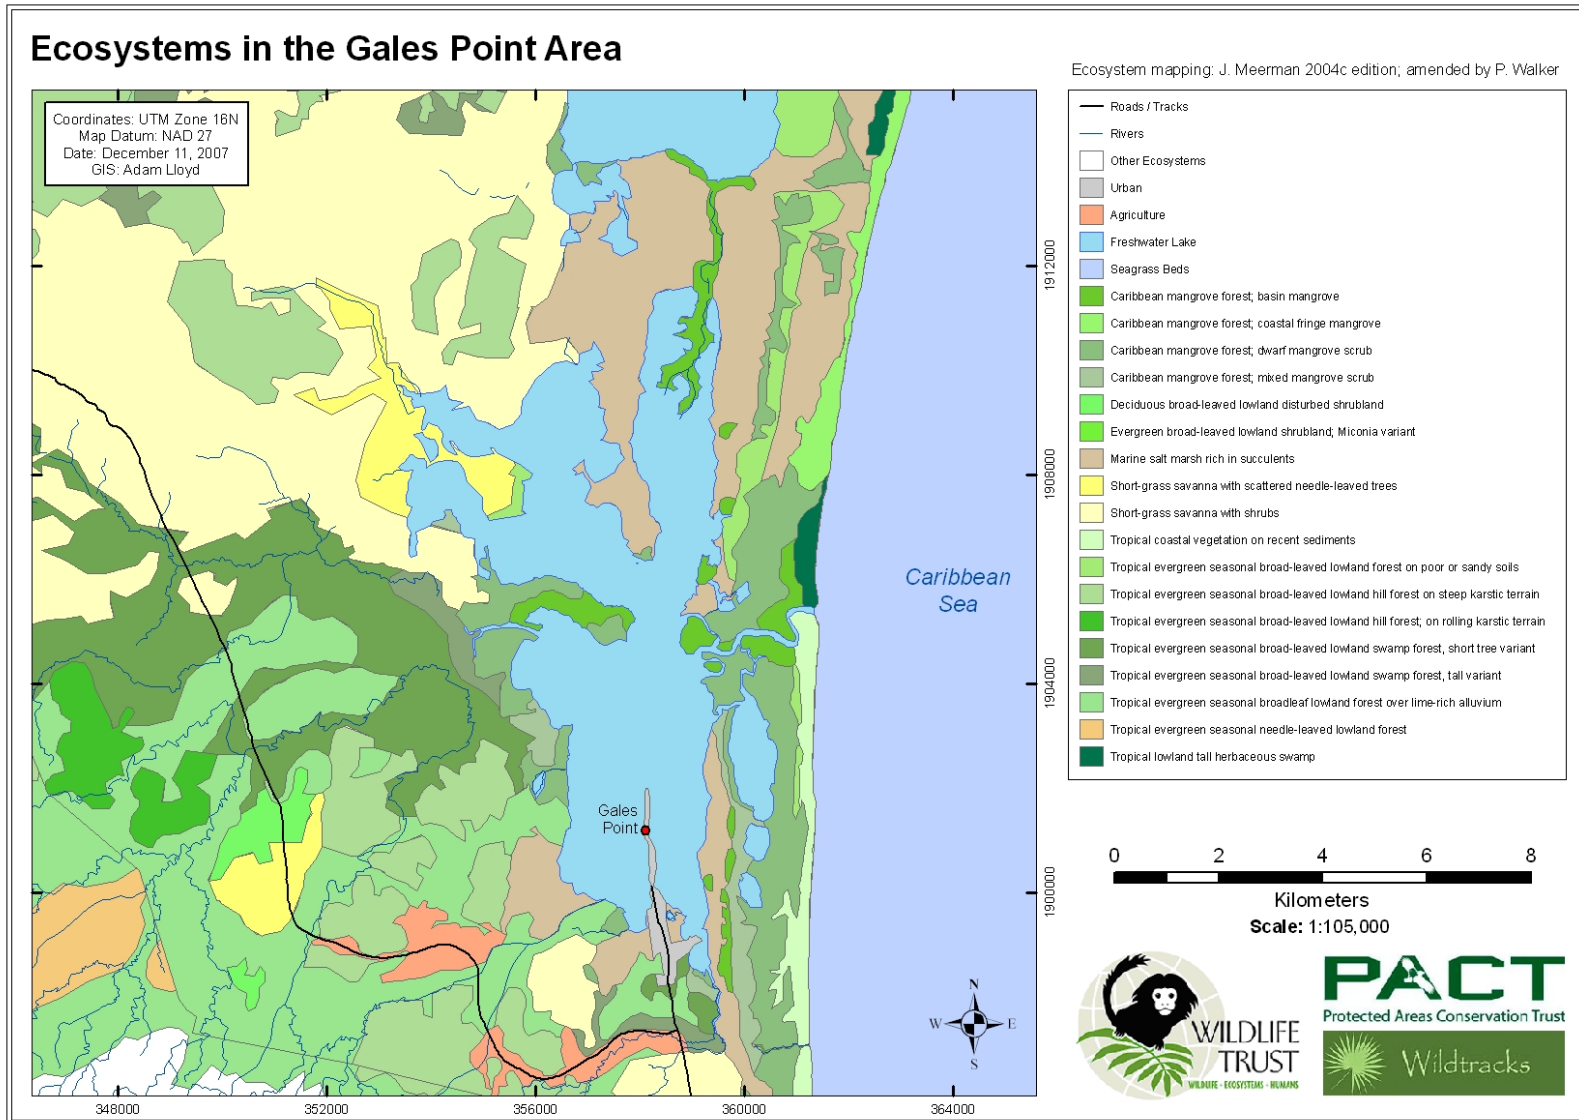 Ecosystems in the Gales Point Area
Ecosystem mapping: J. Meerman 2004c edition; amended by P. Walker
Coordinates: UTM Zone 16N
Map Datum: NAD 27
Date: December 11, 2007
GIS: Adam Lloyd
Roads / Tracks
Rivers
Other Ecosystems
Urban
Agriculture
Freshwater Lake
Seagrass Beds
Caribbean mangrove forest; basin mangrove
Caribbean mangrove forest; coastal fringe mangrove
Caribbean mangrove forest; dwarf mangrove scrub
Caribbean mangrove forest; mixed mangrove scrub
Deciduous broad-leaved lowland disturbed shrubland
Evergreen broad-leaved lowland shrubland; Miconia variant
Marine salt marsh rich in succulents
Short-grass savanna with scattered needle-leaved trees
Short-grass savanna with shrubs
Tropical coastal vegetation on recent sediments
Tropical evergreen seasonal broad-leaved lowland forest on poor or sandy soils
Tropical evergreen seasonal broad-leaved lowland hill forest on steep karstic terrain
Tropical evergreen seasonal broad-leaved lowland hill forest; on rolling karstic terrain
Tropical evergreen seasonal broad-leaved lowland swamp forest, short tree variant
Tropical evergreen seasonal broad-leaved lowland swamp forest, tall variant
Tropical evergreen seasonal broadleaf lowland forest over lime-rich alluvium
Tropical evergreen seasonal needle-leaved lowland forest
Tropical lowland tall herbaceous swamp
1912000
1908000
1904000
1900000
Caribbean
Sea
Gales
Point
N
W
E
S
348000
352000
356000
360000
364000
0 2 4 6 8
Kilometers
Scale: 1:105,000
WILDLIFE
TRUST
WILDLIFE - ECOSYSTEMS - HUMANS
PACT
Protected Areas Conservation Trust
Wildtracks